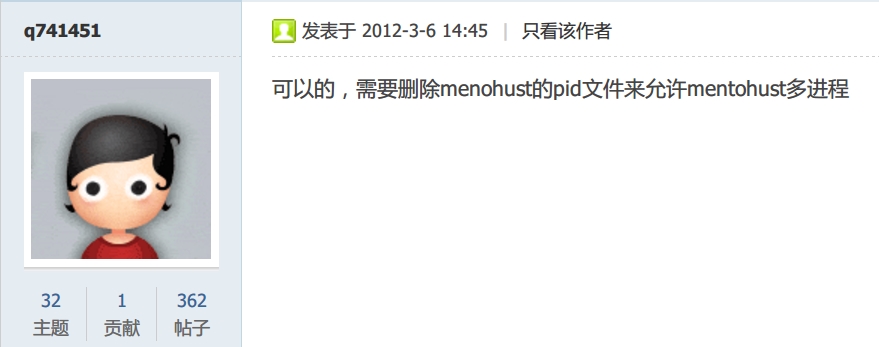 q741451
发表于 2012-3-6 14:45 | 只看该作者
可以的，需要删除menohust的pid文件来允许mentohust多进程
32 1 362
主题 贡献 帖子